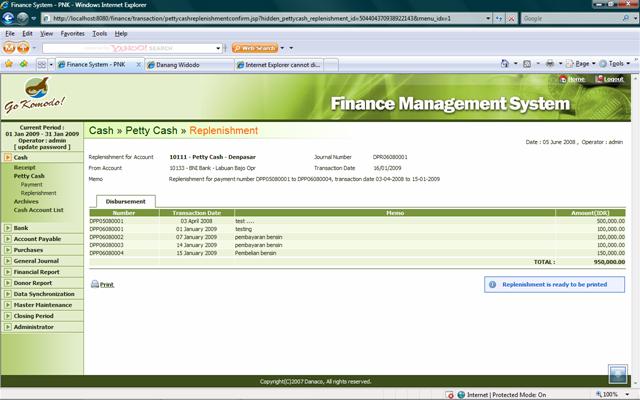 Finance System - PNK - Windows Internet Explorer
http://localhost:8080/finance/transaction/pettycashreplenishmentconfirm.jsp?hidden_pettycash_replenishment_id=504404370938922143&menu_idx=1
File Edit View Favorites Tools Help
YAHOO! SEARCH Web Search
Finance System - PNK Danang Widodo Internet Explorer cannot di... Page Tools
Go Komodo!
Home Logout
Finance Management System
Current Period :
01 Jan 2009 - 31 Jan 2009
Operator : admin
[ update password ]
Cash
Receipt
Petty Cash
Payment
Replenishment
Archives
Cash Account List
Bank
Account Payable
Purchases
General Journal
Financial Report
Donor Report
Data Synchronization
Master Maintenance
Closing Period
Administrator
Cash » Petty Cash » Replenishment
Date : 05 June 2008 , Operator : admin
Replenishment for Account 10111 - Petty Cash - Denpasar Journal Number DPR06080001
From Account 10133 - BNI Bank - Labuan Bajo Opr Transaction Date 16/01/2009
Memo Replenishment for payment number DPP05080001 to DPP06080004, transaction date 03-04-2008 to 15-01-2009
Disbursement
Number Transaction Date Memo Amount(IDR)
DPP05080001 03 April 2008 test .... 500,000.00
DPP06080001 01 January 2009 testing 100,000.00
DPP06080002 07 January 2009 pembayaran bensin 100,000.00
DPP06080003 14 January 2009 pembayaran bensin 100,000.00
DPP06080004 15 January 2009 Pembelian bensin 150,000.00
TOTAL : 950,000.00
Print
Replenishment is ready to be printed
Copyright(C)2007 Danaco, All rights reserved.
Internet | Protected Mode: On 100%